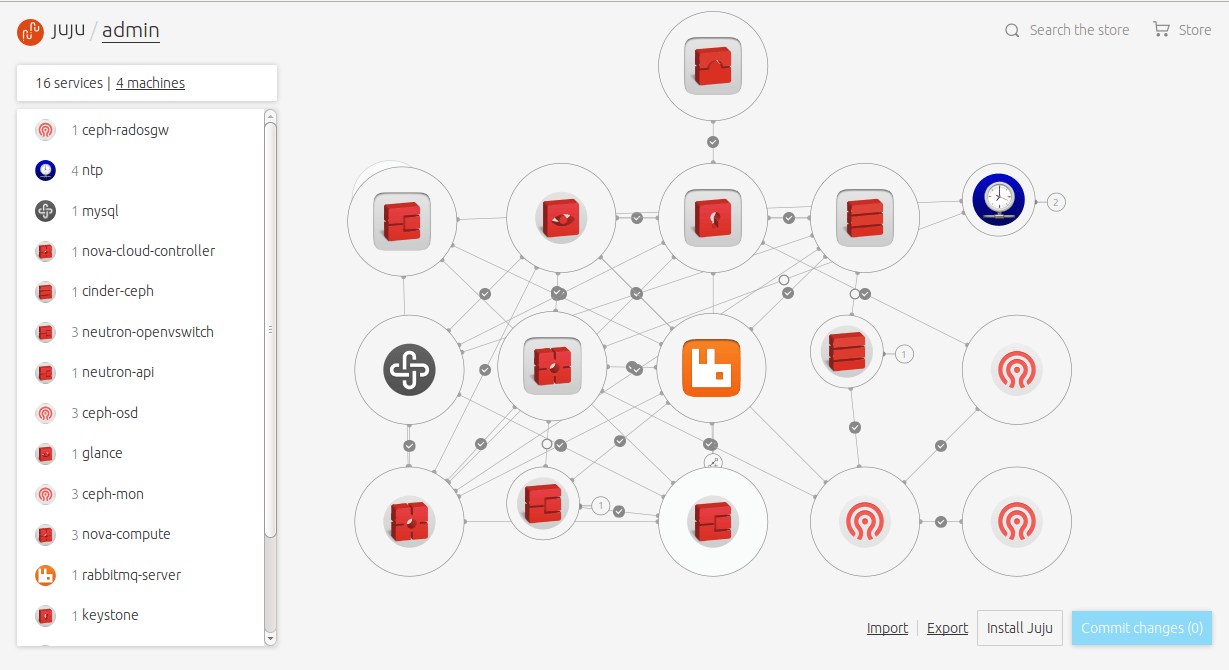 juju / admin
Search the store
Store
16 services | 4 machines
1 ceph-radosgw
4 ntp
1 mysql
1 nova-cloud-controller
1 cinder-ceph
3 neutron-openvswitch
1 neutron-api
3 ceph-osd
1 glance
3 ceph-mon
3 nova-compute
1 rabbitmq-server
1 keystone
2
1
1
Import | Export
Install Juju
Commit changes (0)